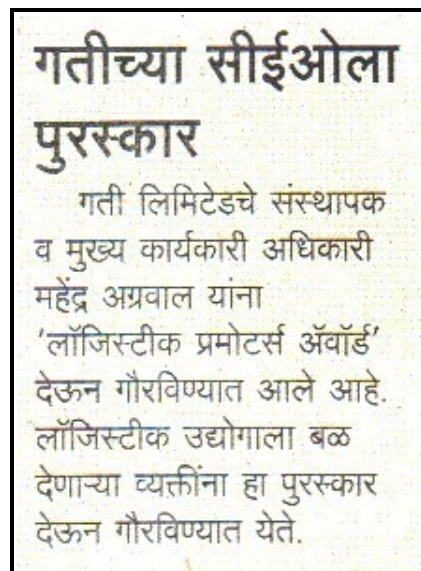 गतीच्या सीईओला
पुरस्कार
गती लिमिटेडचे संस्थापक
व मुख्य कार्यकारी अधिकारी
महेंद्र अग्रवाल यांना
'लॉजिस्टीक प्रमोटर्स ॲवॉर्ड'
देऊन गौरविण्यात आले आहे.
लॉजिस्टीक उद्योगाला बळ
देणाऱ्या व्यक्तींना हा पुरस्कार
देऊन गौरविण्यात येते.